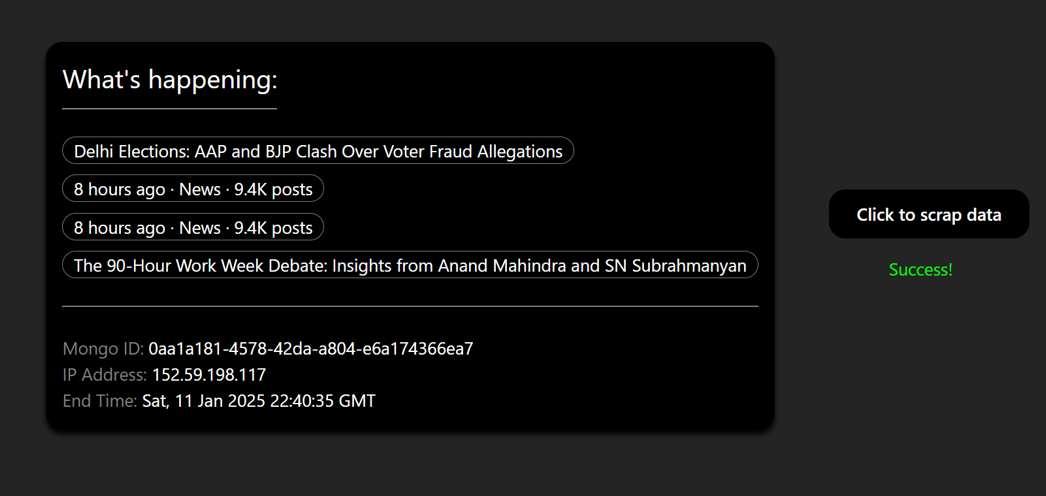 What's happening:
Delhi Elections: AAP and BJP Clash Over Voter Fraud Allegations
8 hours ago · News · 9.4K posts
8 hours ago · News · 9.4K posts
The 90-Hour Work Week Debate: Insights from Anand Mahindra and SN Subrahmanyan
Mongo ID: 0aa1a181-4578-42da-a804-e6a174366ea7
IP Address: 152.59.198.117
End Time: Sat, 11 Jan 2025 22:40:35 GMT
Click to scrap data
Success!